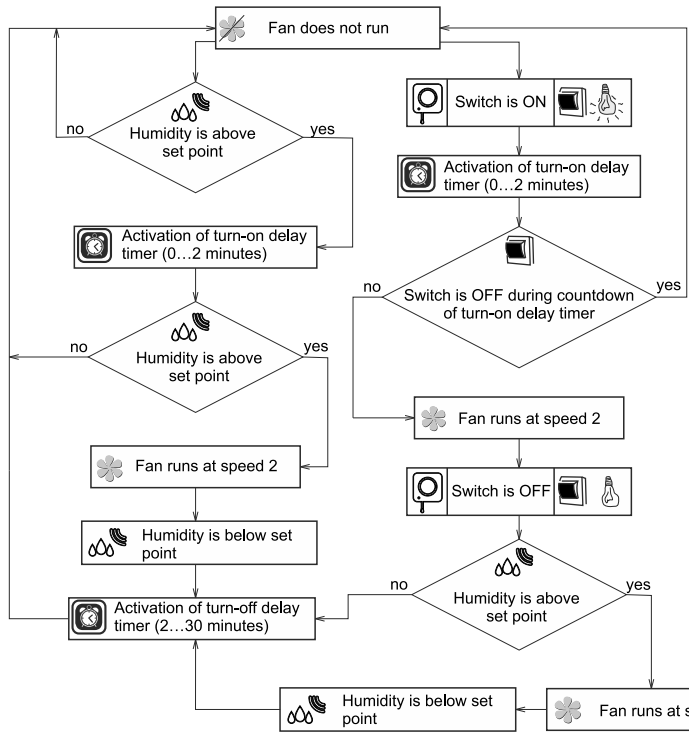 Fan does not run
Humidity is above
set point
no
yes
Activation of turn-on delay
timer (0...2 minutes)
Humidity is above
set point
no
yes
Fan runs at speed 2
Humidity is below set
point
Activation of turn-off delay
timer (2...30 minutes)
Switch is ON
Activation of turn-on delay
timer (0...2 minutes)
no
yes
Switch is OFF during countdown
of turn-on delay timer
Fan runs at speed 2
Switch is OFF
no
yes
Humidity is above
set point
Humidity is below set
point
Fan runs at s